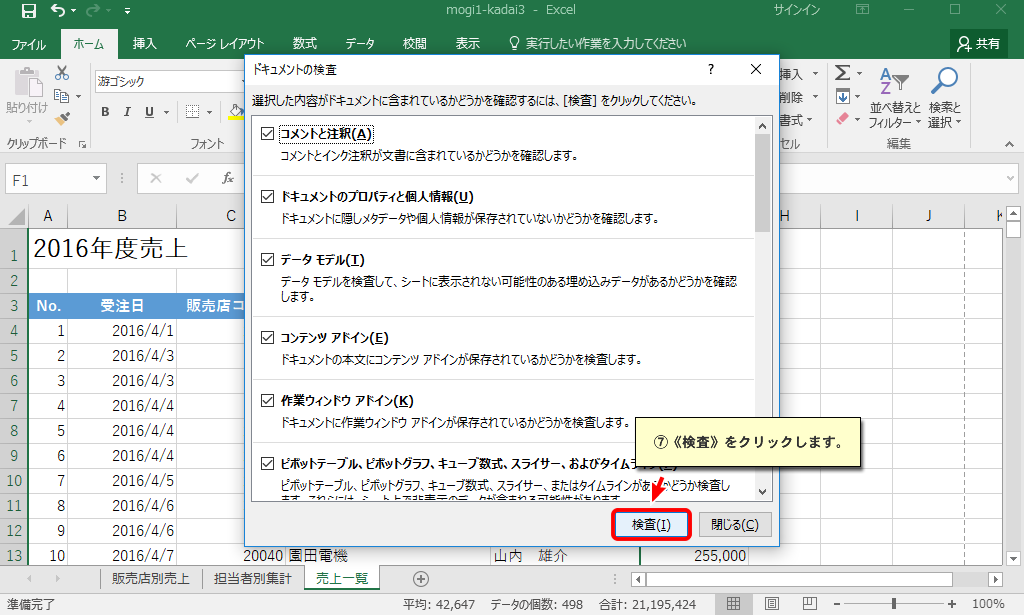 mogi1-kadai3 - Excel
サインイン
ファイル ホーム 挿入 ページ レイアウト 数式 データ 校閲 表示 実行したい作業を入力してください 共有
貼り付け
クリップボード
游ゴシック
B I U
フォント
挿入
削除
書式
セル
並べ替えと
フィルター
検索と
選択
編集
F1
fx
A B C H I J K
1 2016年度売上
2
3 No. 受注日 販売店コ
4 1 2016/4/1
5 2 2016/4/3
6 3 2016/4/3
7 4 2016/4/4
8 5 2016/4/4
9 6 2016/4/4
10 7 2016/4/5
11 8 2016/4/6
12 9 2016/4/6
13 10 2016/4/7 20040 園田電機 山内 雄介 255,000
ドキュメントの検査
?
選択した内容がドキュメントに含まれているかどうかを確認するには、[検査] をクリックしてください。
コメントと注釈(A)
コメントとインク注釈が文書に含まれているかどうかを確認します。
ドキュメントのプロパティと個人情報(U)
ドキュメントに隠しメタデータや個人情報が保存されていないかどうかを確認します。
データ モデル(T)
データ モデルを検査して、シートに表示されない可能性のある埋め込みデータがあるかどうかを確認
します。
コンテンツ アドイン(E)
ドキュメントの本文にコンテンツ アドインが保存されているかどうかを検査します。
作業ウィンドウ アドイン(K)
ドキュメントに作業ウィンドウ アドインが保存されているかどうかを検査します。
ピボットテーブル、ピボットグラフ、キューブ数式、スライサー、およびタイムライン
ピボットテーブル、ピボットグラフ、キューブ数式、スライサー、またはタイムラインがあるかどうか検査し
⑦《検査》をクリックします。
検査(I)
閉じる(C)
販売店別売上 担当者別集計 売上一覧
準備完了 平均: 42,647 データの個数: 498 合計: 21,195,424 100%